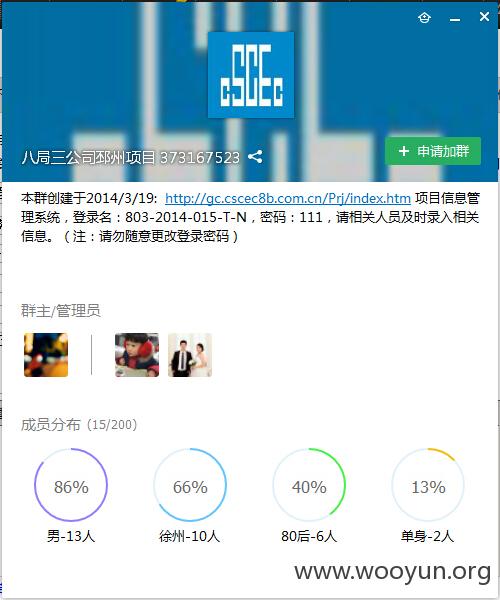 CSCEC
八局三公司邳州项目 373167523
+ 申请加群
本群创建于2014/3/19: http://gc.cscec8b.com.cn/Prj/index.htm 项目信息管
理系统，登录名：803-2014-015-T-N，密码：111，请相关人员及时录入相关
信息。（注：请勿随意更改登录密码）
群主/管理员
成员分布 (15/200)
86% 66% 40% 13%
男-13人 徐州-10人 80后-6人 单身-2人
www.wooyun.org